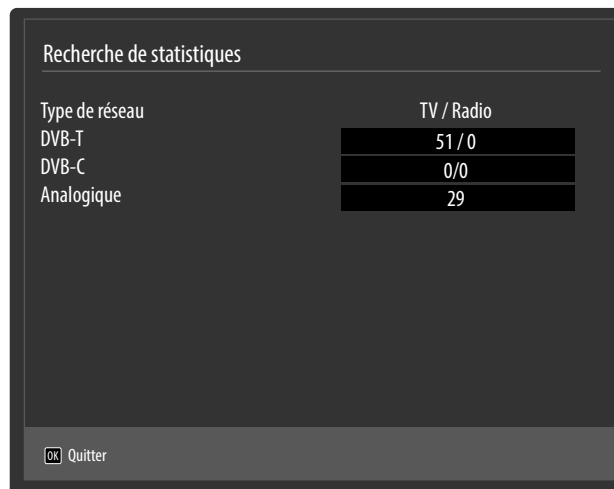 Recherche de statistiques
Type de réseau TV / Radio
DVB-T 51 / 0
DVB-C 0/0
Analogique 29
OK Quitter